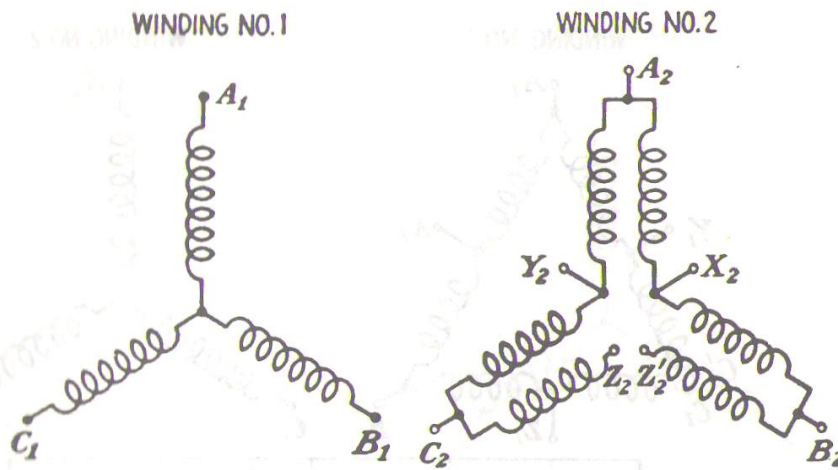 WINDING NO.1
WINDING NO.2
A₁
A₂
Y₂
X₂
Z₂ Z₂′
C₁
B₁
C₂
B₂